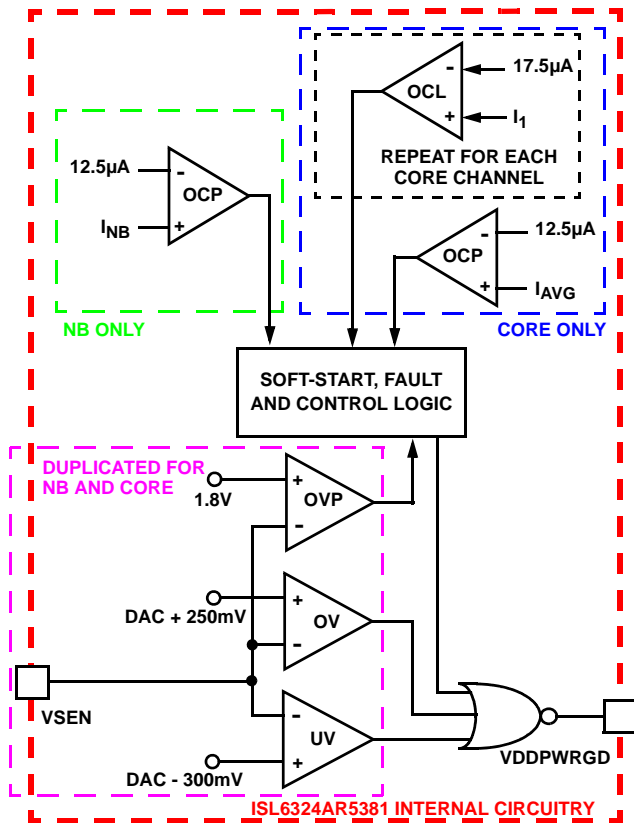 -
17.5µA
OCL
+
I1
REPEAT FOR EACH
CORE CHANNEL
12.5µA
-
OCP
INB
+
-
12.5µA
OCP
+
IAVG
NB ONLY
CORE ONLY
SOFT-START, FAULT
AND CONTROL LOGIC
DUPLICATED FOR
NB AND CORE
+
1.8V
OVP
-
+
DAC + 250mV
OV
-
VSEN
-
UV
+
DAC - 300mV
VDDPWRGD
ISL6324AR5381 INTERNAL CIRCUITRY